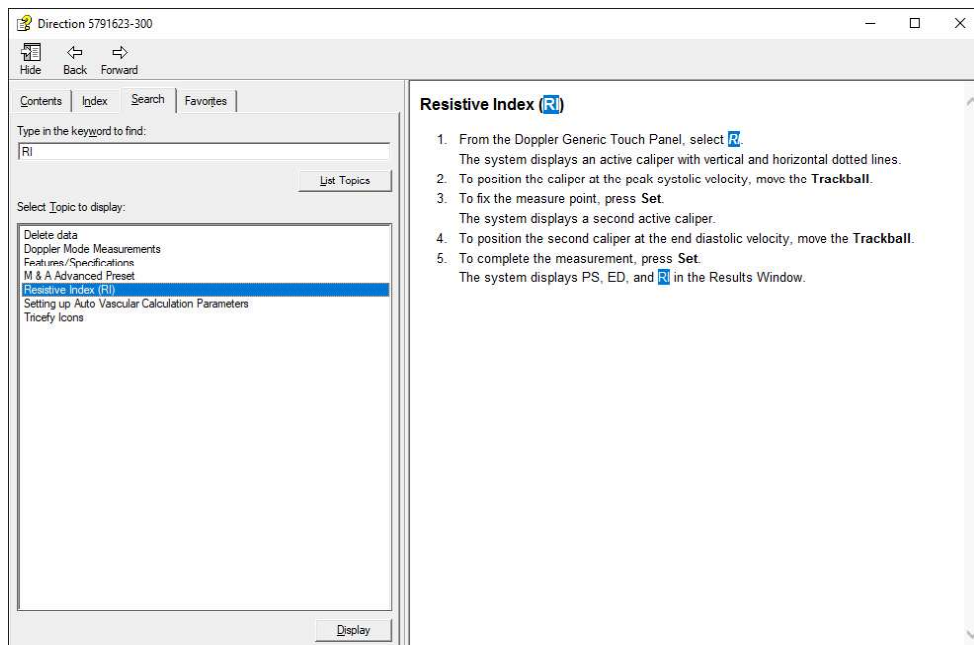 Direction 5791623-300
Hide Back Forward
Contents Index Search Favorites
Type in the keyword to find:
RI
List Topics
Select Topic to display:
Delete data
Doppler Mode Measurements
Features/Specifications
M & A Advanced Preset
Resistive Index (RI)
Setting up Auto Vascular Calculation Parameters
Tricefy Icons
Display
Resistive Index (RI)
1. From the Doppler Generic Touch Panel, select RI.
The system displays an active caliper with vertical and horizontal dotted lines.
2. To position the caliper at the peak systolic velocity, move the Trackball.
3. To fix the measure point, press Set.
The system displays a second active caliper.
4. To position the second caliper at the end diastolic velocity, move the Trackball.
5. To complete the measurement, press Set.
The system displays PS, ED, and RI in the Results Window.